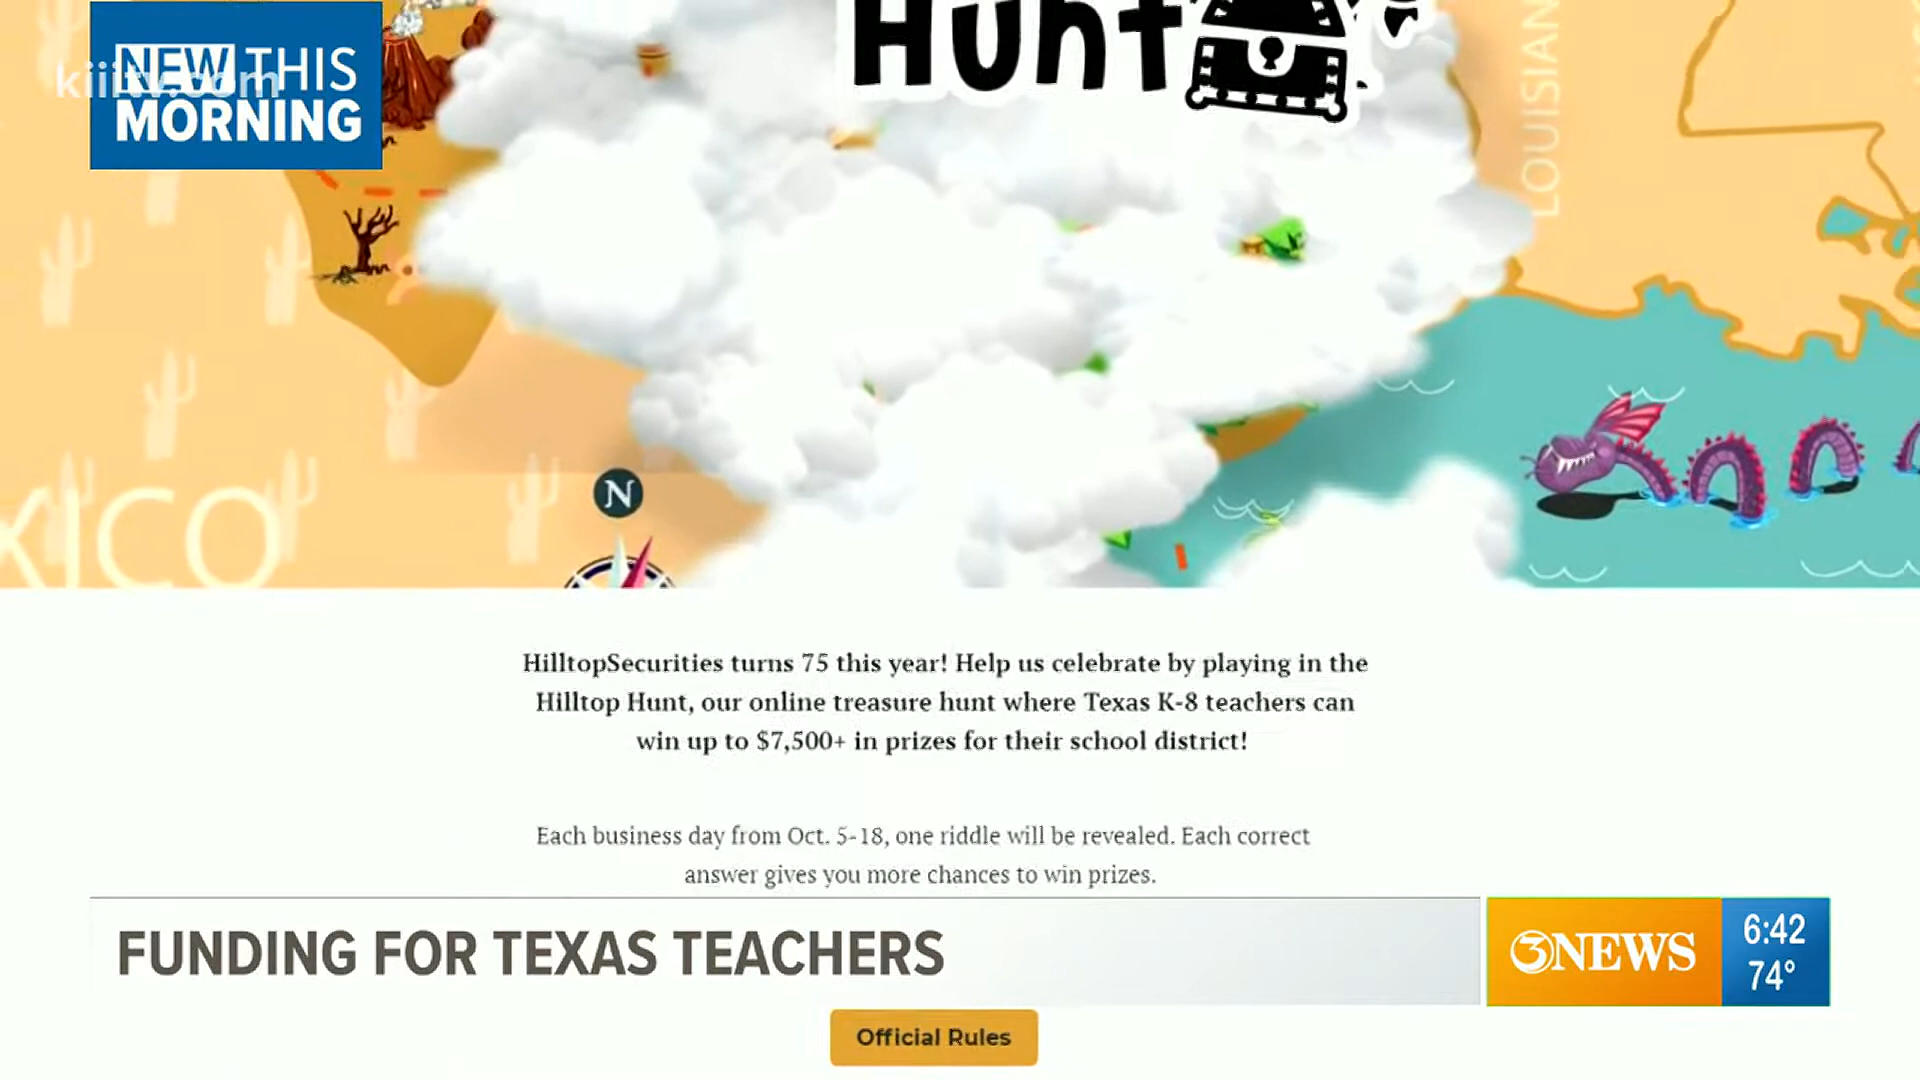 Hunt
NEW THIS
MORNING
kiiitv.com
LOUISIAN
XICO
N
HilltopSecurities turns 75 this year! Help us celebrate by playing in the
Hilltop Hunt, our online treasure hunt where Texas K-8 teachers can
win up to $7,500+ in prizes for their school district!
Each business day from Oct. 5-18, one riddle will be revealed. Each correct
answer gives you more chances to win prizes.
FUNDING FOR TEXAS TEACHERS
3NEWS
6:42
74°
Official Rules